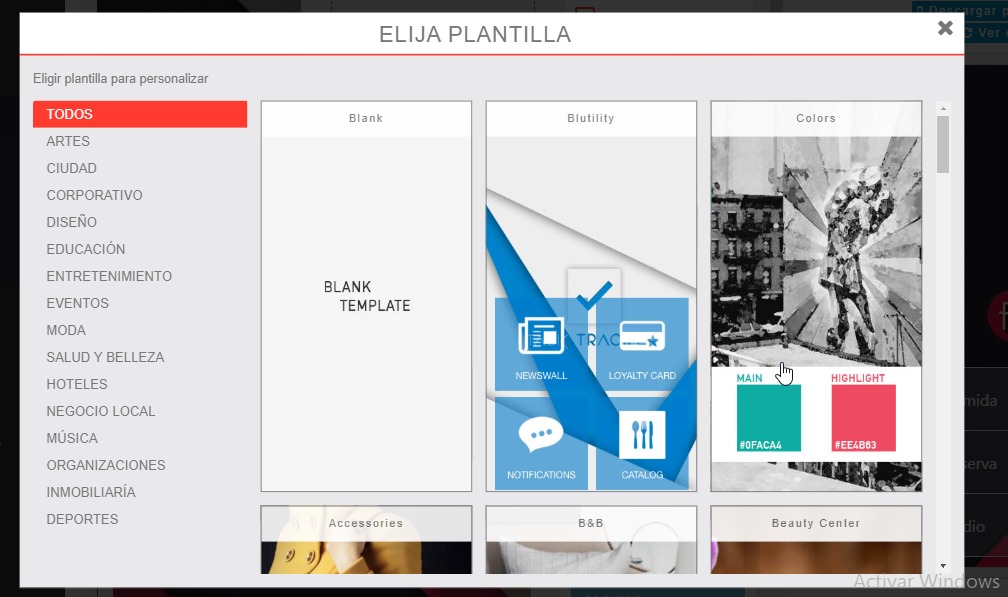 Descargar p
Ver
ELIJA PLANTILLA
Eligir plantilla para personalizar
TODOS
ARTES
CIUDAD
CORPORATIVO
DISEÑO
EDUCACIÓN
ENTRETENIMIENTO
EVENTOS
MODA
SALUD Y BELLEZA
HOTELES
NEGOCIO LOCAL
MÚSICA
ORGANIZACIONES
INMOBILIARÍA
DEPORTES
Blank
BLANK
TEMPLATE
Blutility
TRAC
NEWSWALL
LOYALTY CARD
NOTIFICATIONS
CATALOG
Colors
MAIN
HIGHLIGHT
#0FACA4
#EE4B63
Accessories
B&B
Beauty Center
mida
serva
dio
Activar Windows